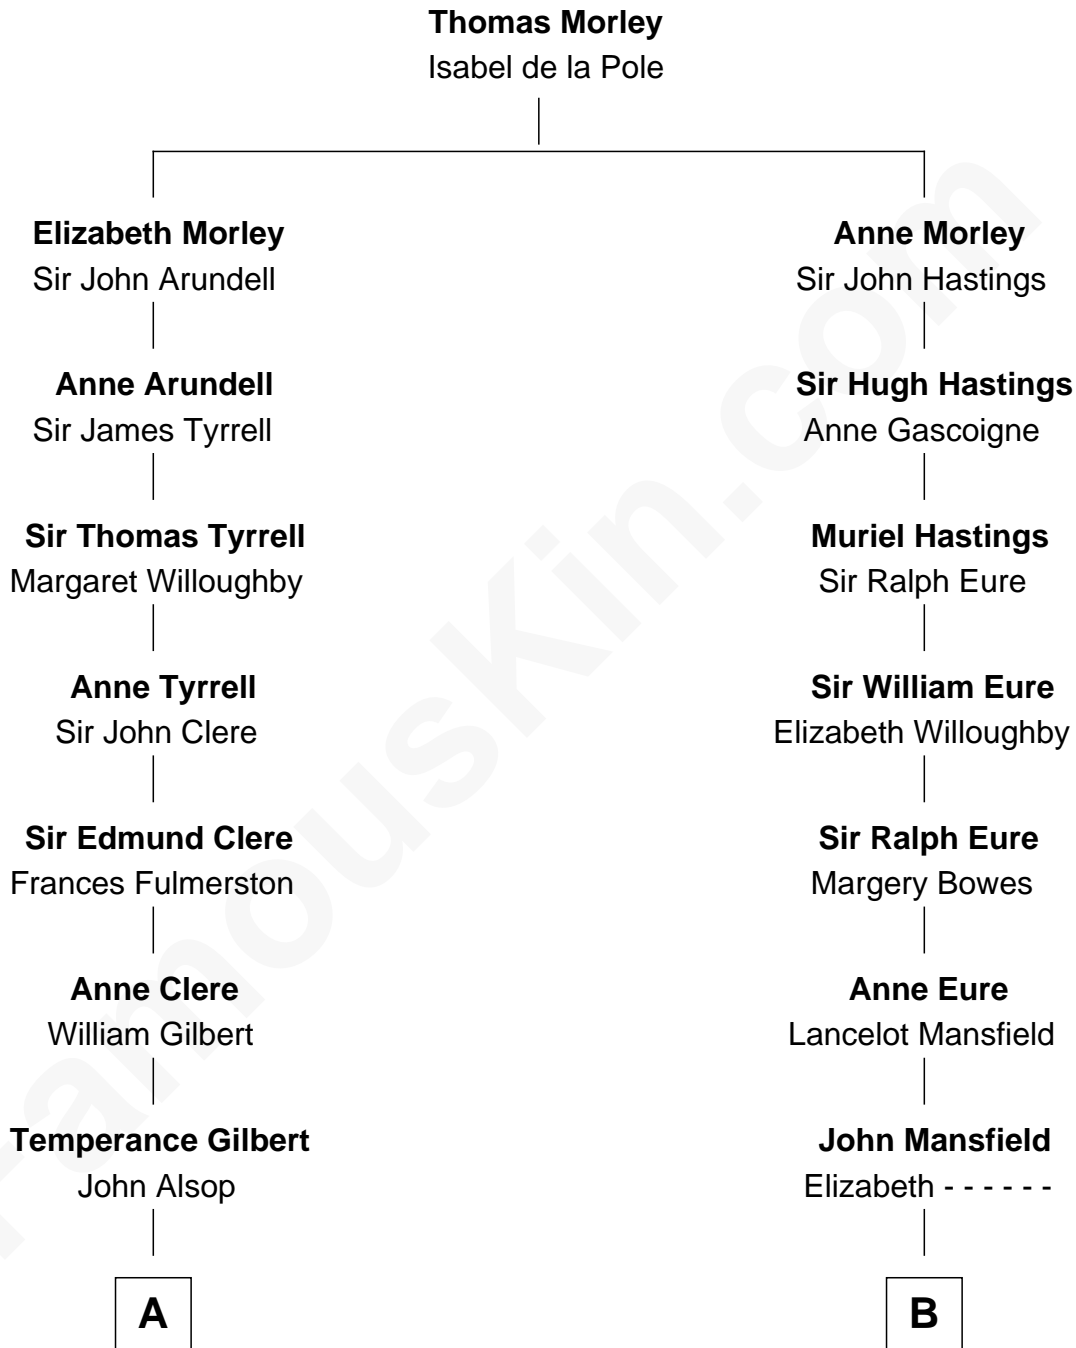 Thomas Morley
Isabel de la Pole
Elizabeth Morley
Sir John Arundell
Anne Morley
Sir John Hastings
Anne Arundell
Sir James Tyrrell
Sir Hugh Hastings
Anne Gascoigne
Sir Thomas Tyrrell
Margaret Willoughby
Muriel Hastings
Sir Ralph Eure
Anne Tyrrell
Sir John Clere
Sir William Eure
Elizabeth Willoughby
Sir Edmund Clere
Frances Fulmerston
Sir Ralph Eure
Margery Bowes
Anne Clere
William Gilbert
Anne Eure
Lancelot Mansfield
Temperance Gilbert
John Alsop
John Mansfield
Elizabeth - - - - - -
A
B
FamousKin.com